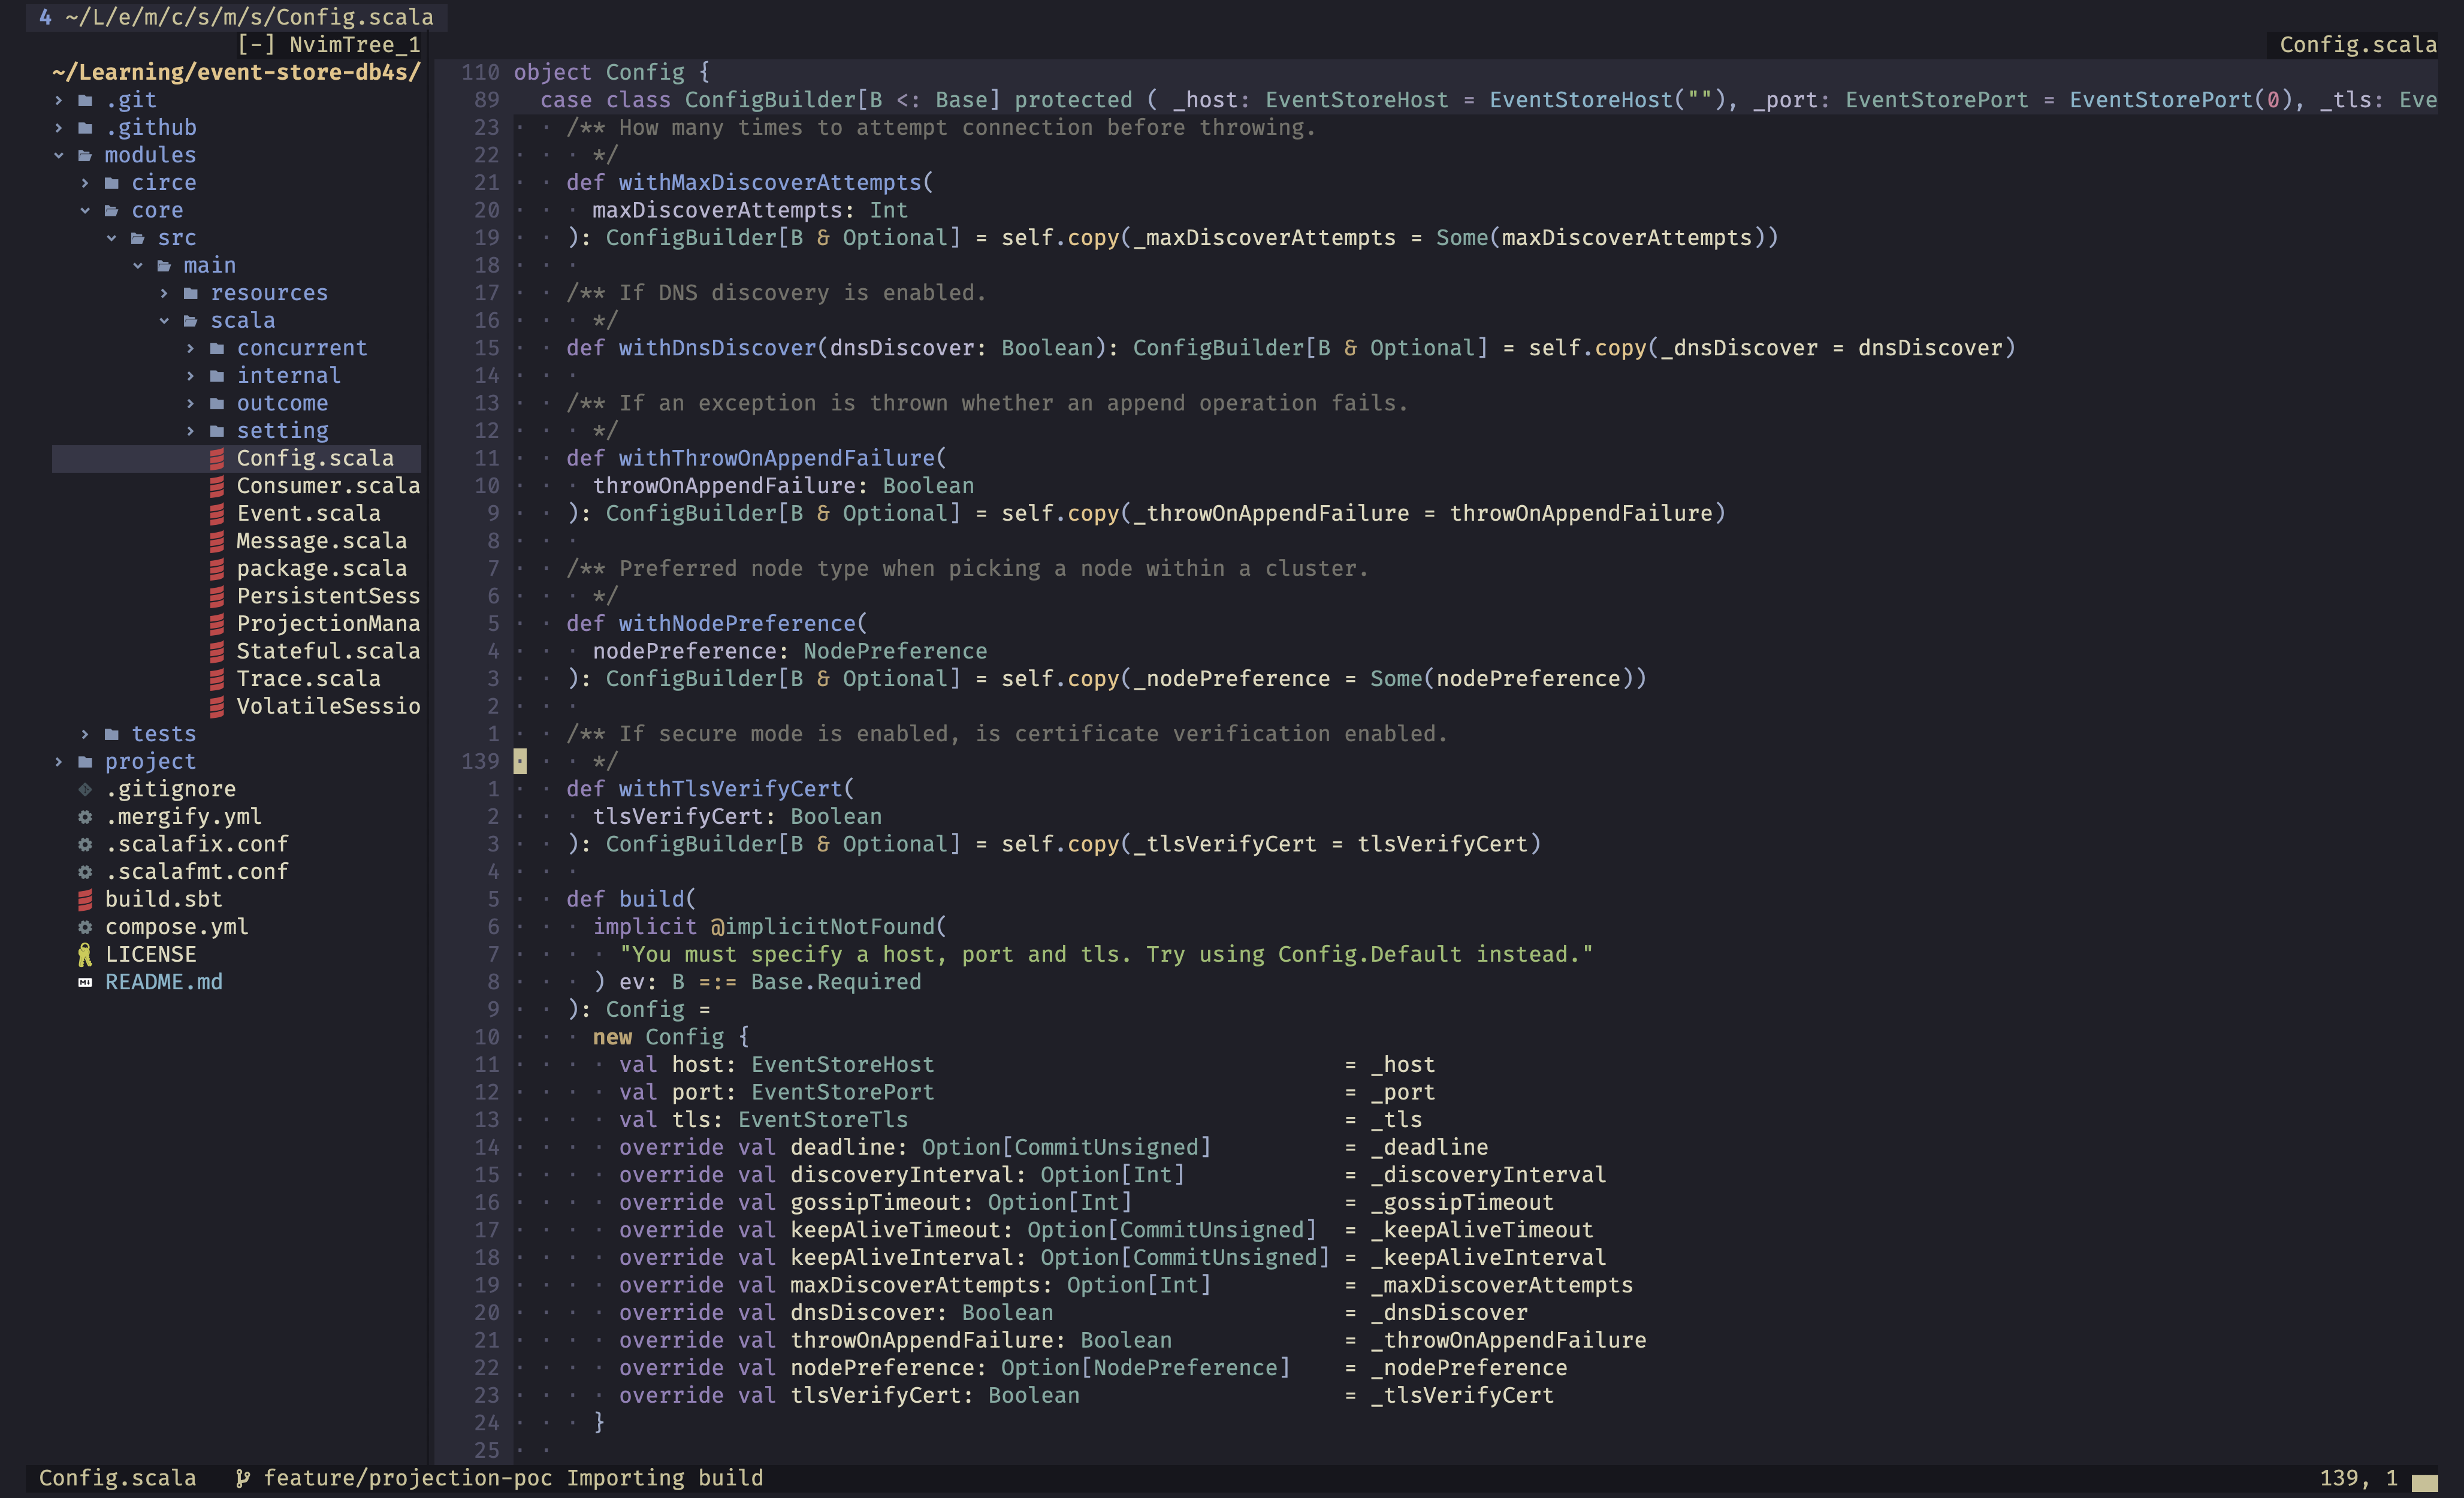 4 ~/L/e/m/c/s/m/s/Config.scala
[-] NvimTree_1
Config.scala
~/Learning/event-store-db4s/
.git
.github
modules
circe
core
src
main
resources
scala
concurrent
internal
outcome
setting
Config.scala
Consumer.scala
Event.scala
Message.scala
package.scala
PersistentSess
ProjectionMana
Stateful.scala
Trace.scala
VolatileSessio
tests
project
.gitignore
.mergify.yml
.scalafix.conf
.scalafmt.conf
build.sbt
compose.yml
LICENSE
README.md
110 object Config {
89 case class ConfigBuilder[B <: Base] protected ( _host: EventStoreHost = EventStoreHost(""), _port: EventStorePort = EventStorePort(0), _tls: Eve
23 /** How many times to attempt connection before throwing.
22 */
21 def withMaxDiscoverAttempts(
20 maxDiscoverAttempts: Int
19 ): ConfigBuilder[B & Optional] = self.copy(_maxDiscoverAttempts = Some(maxDiscoverAttempts))
18
17 /** If DNS discovery is enabled.
16 */
15 def withDnsDiscover(dnsDiscover: Boolean): ConfigBuilder[B & Optional] = self.copy(_dnsDiscover = dnsDiscover)
14
13 /** If an exception is thrown whether an append operation fails.
12 */
11 def withThrowOnAppendFailure(
10 throwOnAppendFailure: Boolean
9 ): ConfigBuilder[B & Optional] = self.copy(_throwOnAppendFailure = throwOnAppendFailure)
8
7 /** Preferred node type when picking a node within a cluster.
6 */
5 def withNodePreference(
4 nodePreference: NodePreference
3 ): ConfigBuilder[B & Optional] = self.copy(_nodePreference = Some(nodePreference))
2
1 /** If secure mode is enabled, is certificate verification enabled.
139 */
1 def withTlsVerifyCert(
2 tlsVerifyCert: Boolean
3 ): ConfigBuilder[B & Optional] = self.copy(_tlsVerifyCert = tlsVerifyCert)
4
5 def build(
6 implicit @implicitNotFound(
7 "You must specify a host, port and tls. Try using Config.Default instead."
8 ) ev: B =:= Base.Required
9 ): Config =
10 new Config {
11 val host: EventStoreHost = _host
12 val port: EventStorePort = _port
13 val tls: EventStoreTls = _tls
14 override val deadline: Option[CommitUnsigned] = _deadline
15 override val discoveryInterval: Option[Int] = _discoveryInterval
16 override val gossipTimeout: Option[Int] = _gossipTimeout
17 override val keepAliveTimeout: Option[CommitUnsigned] = _keepAliveTimeout
18 override val keepAliveInterval: Option[CommitUnsigned] = _keepAliveInterval
19 override val maxDiscoverAttempts: Option[Int] = _maxDiscoverAttempts
20 override val dnsDiscover: Boolean = _dnsDiscover
21 override val throwOnAppendFailure: Boolean = _throwOnAppendFailure
22 override val nodePreference: Option[NodePreference] = _nodePreference
23 override val tlsVerifyCert: Boolean = _tlsVerifyCert
24 }
25
Config.scala feature/projection-poc Importing build 139, 1